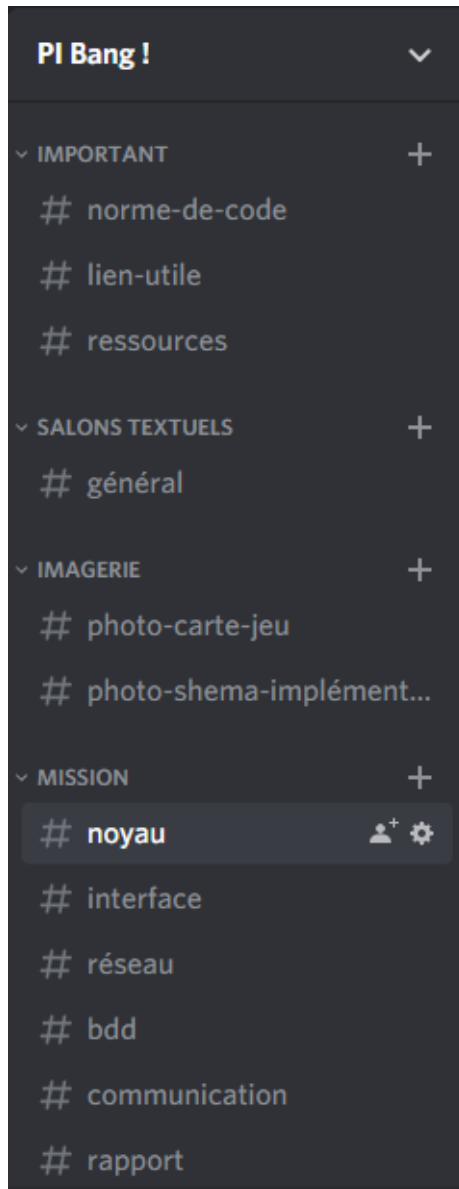 PI Bang !
IMPORTANT
# norme-de-code
# lien-utile
# ressources
SALONS TEXTUELS
# général
IMAGERIE
# photo-carte-jeu
# photo-shema-implément...
MISSION
# noyau
# interface
# réseau
# bdd
# communication
# rapport